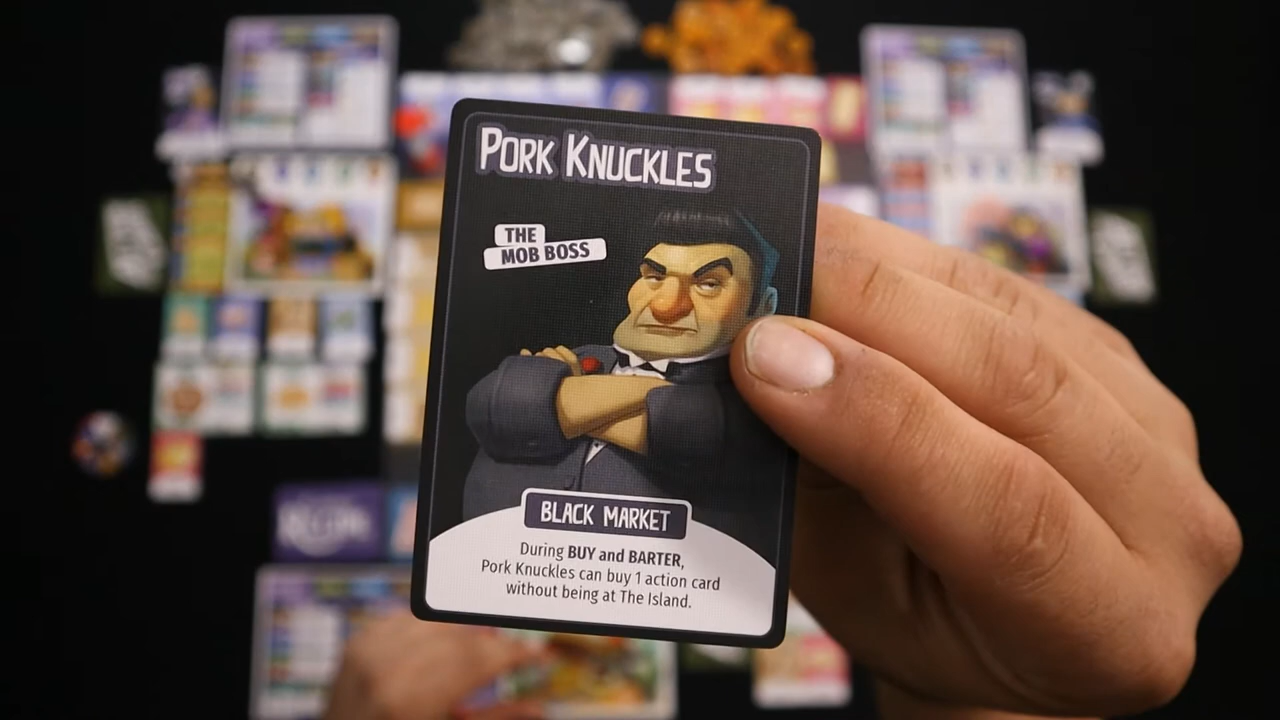 PORK KNUCKLES
THE
MOB BOSS
BLACK MARKET
During BUY and BARTER,
Pork Knuckles can buy 1 action card
without being at The Island.